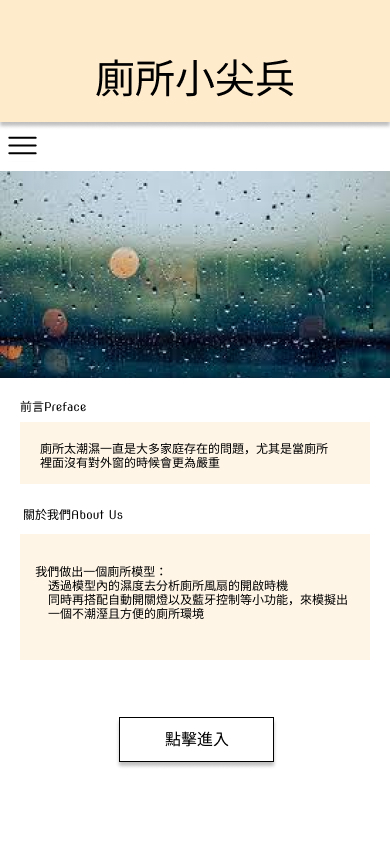 廁所小尖兵
前言Preface
廁所太潮濕一直是大多家庭存在的問題，尤其是當廁所
裡面沒有對外窗的時候會更為嚴重
關於我們About Us
我們做出一個廁所模型：
透過模型內的濕度去分析廁所風扇的開啟時機
同時再搭配自動開關燈以及藍牙控制等小功能，來模擬出
一個不潮溼且方便的廁所環境
點擊進入